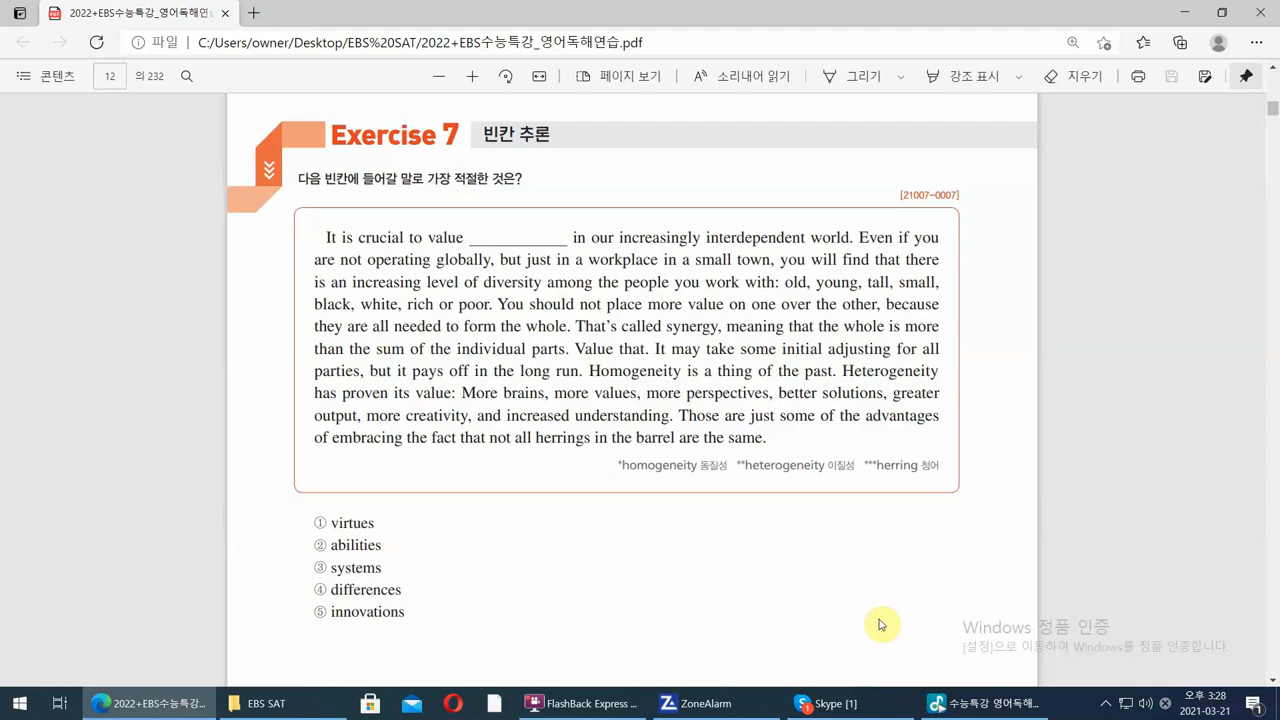 2022+EBS수능특강_영어독해연습
파일 C:/Users/owner/Desktop/EBS%20SAT/2022+EBS수능특강_영어독해연습.pdf
콘텐츠 12 의 232 페이지 보기 소리내어 읽기 그리기 강조 표시 지우기
Exercise 7 빈칸 추론
다음 빈칸에 들어갈 말로 가장 적절한 것은?
[21007-0007]
It is crucial to value ____________ in our increasingly interdependent world. Even if you
are not operating globally, but just in a workplace in a small town, you will find that there
is an increasing level of diversity among the people you work with: old, young, tall, small,
black, white, rich or poor. You should not place more value on one over the other, because
they are all needed to form the whole. That's called synergy, meaning that the whole is more
than the sum of the individual parts. Value that. It may take some initial adjusting for all
parties, but it pays off in the long run. Homogeneity is a thing of the past. Heterogeneity
has proven its value: More brains, more values, more perspectives, better solutions, greater
output, more creativity, and increased understanding. Those are just some of the advantages
of embracing the fact that not all herrings in the barrel are the same.
*homogeneity 동질성 **heterogeneity 이질성 ***herring 청어
① virtues
② abilities
③ systems
④ differences
⑤ innovations
Windows 정품 인증
[설정]으로 이동하여 Windows를 정품 인증합니다.
2022+EBS수능특강_... EBS SAT FlashBack Express ... ZoneAlarm Skype [1] 수능특강 영어독해... 오후 3:28
2021-03-21